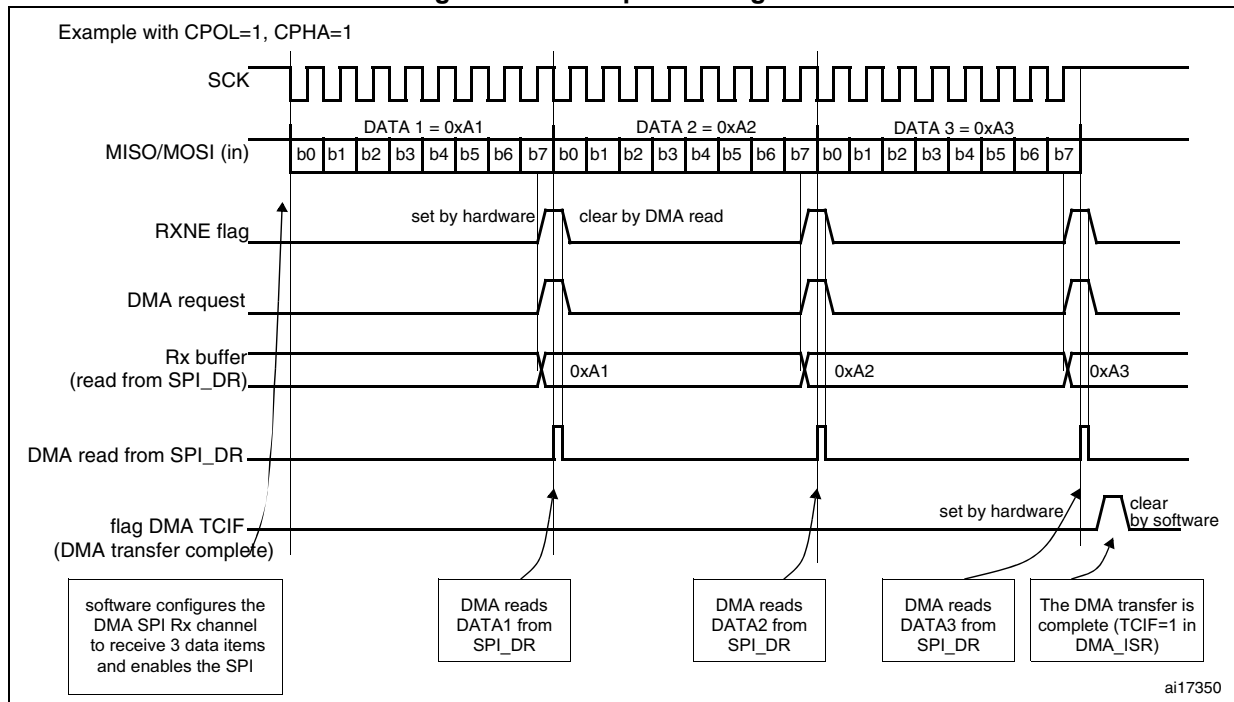 Example with CPOL=1, CPHA=1
SCK
DATA 1 = 0xA1
DATA 2 = 0xA2
DATA 3 = 0xA3
MISO/MOSI (in)
b0 b1 b2 b3 b4 b5 b6 b7 b0 b1 b2 b3 b4 b5 b6 b7 b0 b1 b2 b3 b4 b5 b6 b7
set by hardware
clear by DMA read
RXNE flag
DMA request
Rx buffer
(read from SPI_DR)
0xA1
0xA2
0xA3
DMA read from SPI_DR
set by hardware
clear
by software
flag DMA TCIF
(DMA transfer complete)
software configures the
DMA SPI Rx channel
to receive 3 data items
and enables the SPI
DMA reads
DATA1 from
SPI_DR
DMA reads
DATA2 from
SPI_DR
DMA reads
DATA3 from
SPI_DR
The DMA transfer is
complete (TCIF=1 in
DMA_ISR)
ai17350